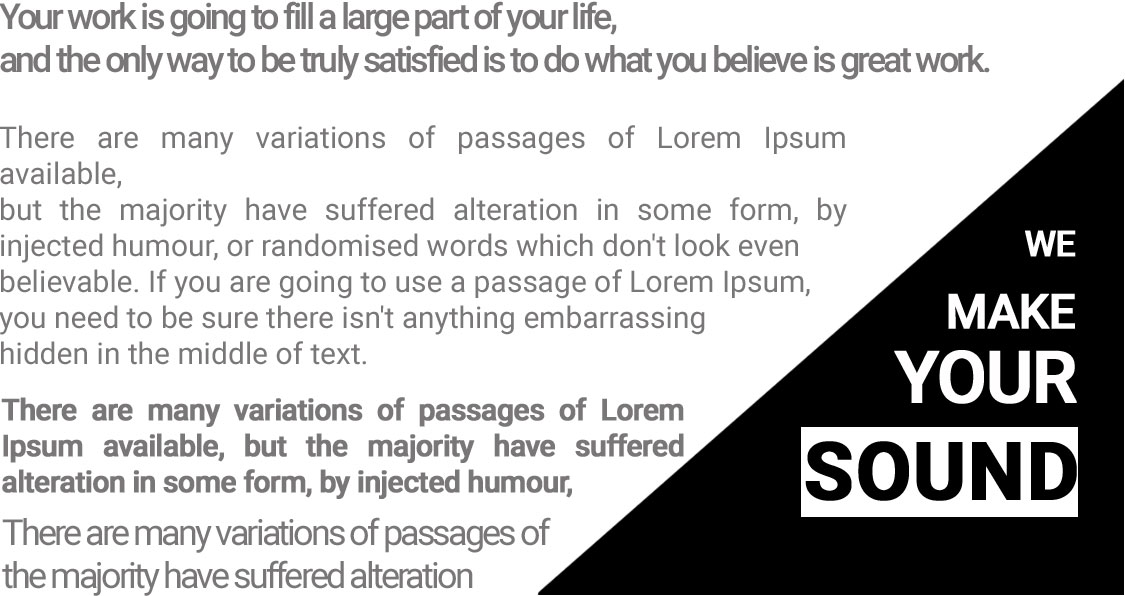 Your work is going to fill a large part of your life,
and the only way to be truly satisfied is to do what you believe is great work.
There are many variations of passages of Lorem Ipsum
available,
but the majority have suffered alteration in some form, by
injected humour, or randomised words which don't look even
believable. If you are going to use a passage of Lorem Ipsum,
you need to be sure there isn't anything embarrassing
hidden in the middle of text.
There are many variations of passages of Lorem
Ipsum available, but the majority have suffered
alteration in some form, by injected humour,
There are many variations of passages of
the majority have suffered alteration
WE
MAKE
YOUR
SOUND